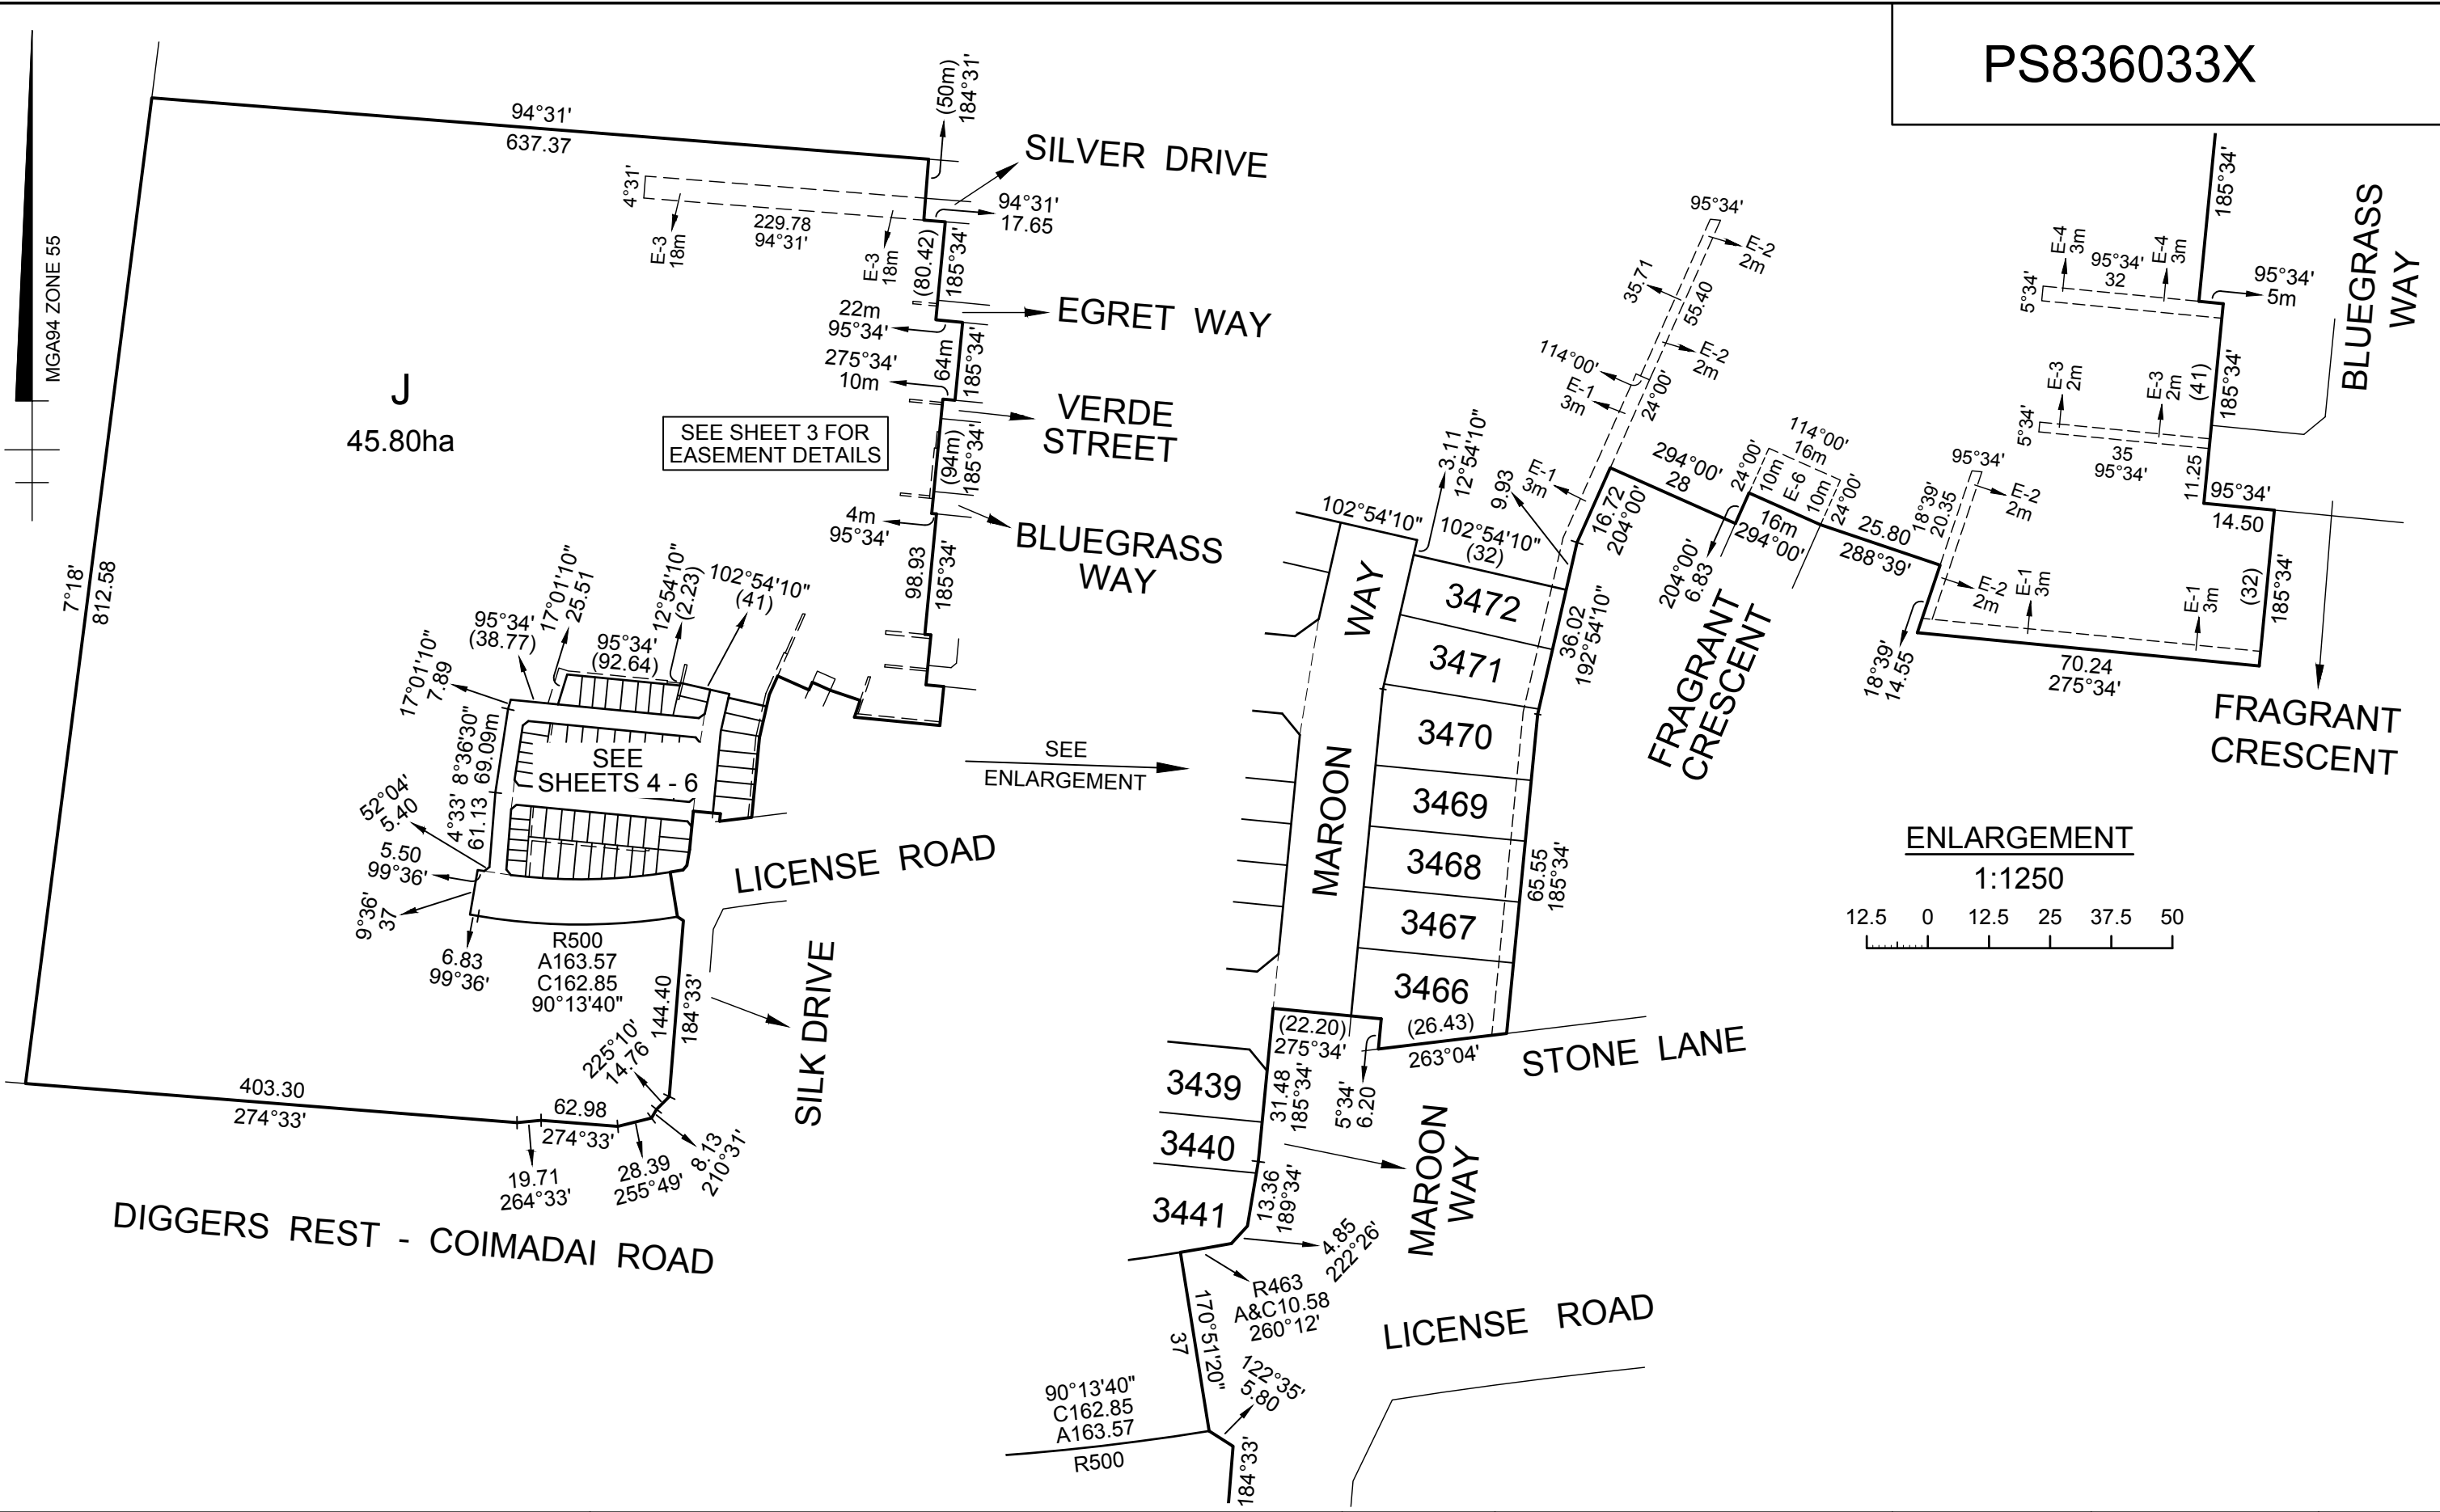 PS836033X
MGA94 ZONE 55
94°31'
637.37
(50m)
184°31'
SILVER DRIVE
94°31'
17.65
4°31'
E-3
18m
229.78
94°31'
E-3
18m
(80.42)
185°34'
22m
95°34'
EGRET WAY
275°34'
10m
64m
185°34'
J
45.80ha
SEE SHEET 3 FOR
EASEMENT DETAILS
VERDE
STREET
(94m)
185°34'
4m
95°34'
BLUEGRASS
WAY
98.93
185°34'
7°18'
812.58
17°01'10"
7.89
95°34'
(38.77)
17°01'10"
25.51
95°34'
(92.64)
12°54'10"
(2.23)
102°54'10"
(41)
8°36'30"
69.09m
SEE
SHEETS 4 - 6
4°33'
61.13
52°04'
5.40
5.50
99°36'
9°36'
37
6.83
99°36'
R500
A163.57
C162.85
90°13'40"
LICENSE ROAD
144.40
184°33'
SILK DRIVE
225°10'
14.76
403.30
274°33'
62.98
274°33'
19.71
264°33'
28.39
255°49'
8.13
210°31'
DIGGERS REST - COIMADAI ROAD
SEE
ENLARGEMENT
95°34'
E-2
2m
35.71
55.40
E-2
2m
114°00'
E-1
3m
24°00'
3.11
12°54'10"
9.93
E-1
3m
102°54'10"
102°54'10"
(32)
16.72
204°00'
294°00'
28
24°00'
10m
E-6
114°00'
16m
10m
24°00'
16m
294°00'
204°00'
6.83
25.80
288°39'
18°39'
20.35
95°34'
E-2
2m
E-2
2m
E-1
3m
E-1
3m
18°39'
14.55
70.24
275°34'
(32)
185°34'
95°34'
14.50
11.25
35
95°34'
5°34'
E-3
2m
E-3
2m
(41)
185°34'
5°34'
E-4
3m
95°34'
32
E-4
3m
95°34'
5m
185°34'
BLUEGRASS
WAY
FRAGRANT
CRESCENT
FRAGRANT
CRESCENT
MAROON WAY
3472
3471
3470
3469
3468
3467
3466
36.02
192°54'10"
65.55
185°34'
(22.20)
275°34'
(26.43)
263°04'
STONE LANE
5°34'
6.20
31.48
185°34'
3439
3440
3441
13.36
189°34'
MAROON
WAY
4.85
222°26'
R463
A&C10.58
260°12'
170°51'20"
37
122°35'
5.80
90°13'40"
C162.85
A163.57
R500
184°33'
LICENSE ROAD
ENLARGEMENT
1:1250
12.5 0 12.5 25 37.5 50